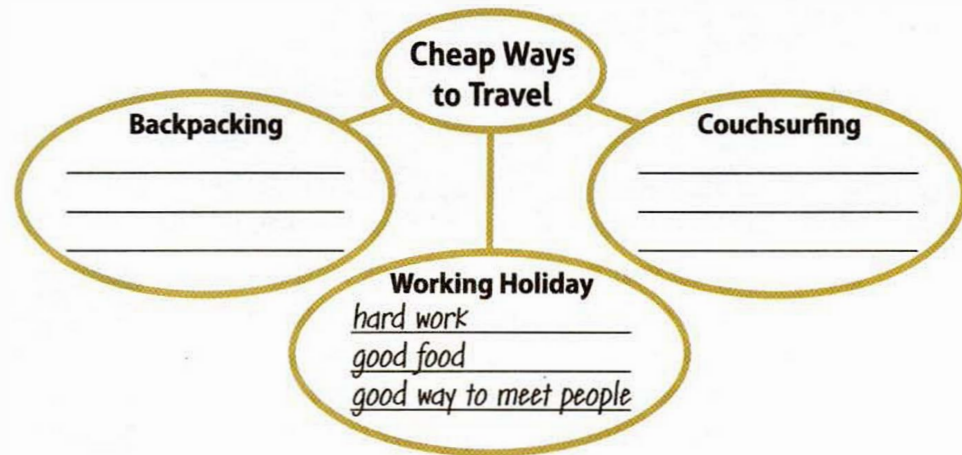 Cheap Ways
to Travel
Backpacking
Couchsurfing
Working Holiday
hard work
good food
good way to meet people